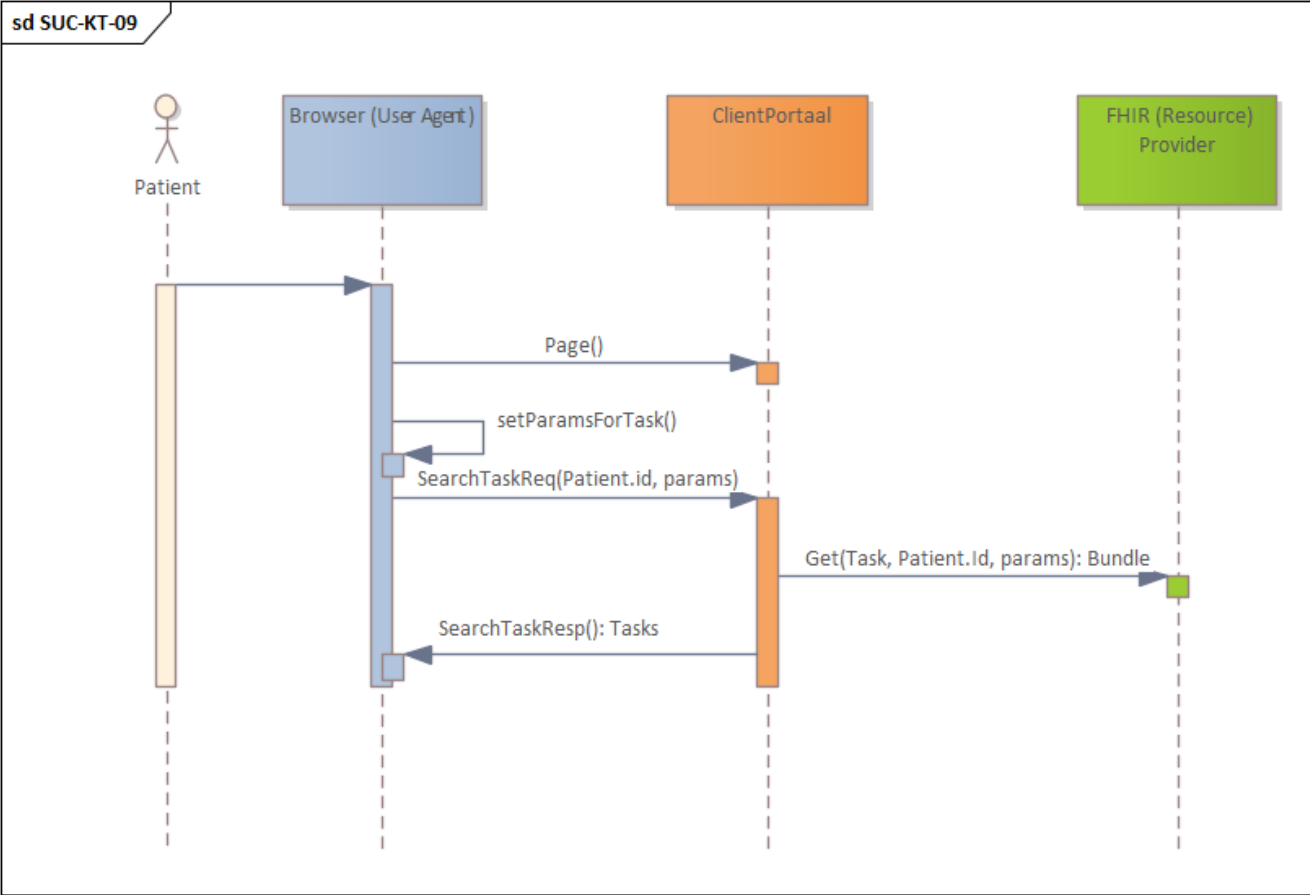 sd SUC-KT-09
Browser (User Agent)
ClientPortaal
FHIR (Resource)
Provider
Patient
Page()
setParamsForTask()
SearchTaskReq(Patient.id, params)
Get(Task, Patient.Id, params): Bundle
SearchTaskResp(): Tasks